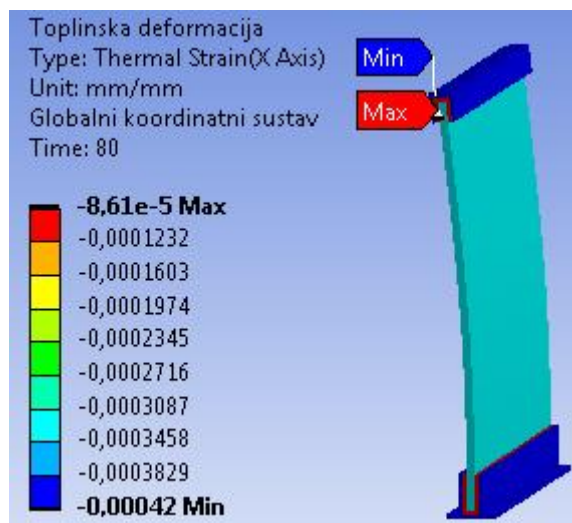 Toplinska deformacija
Type: Thermal Strain(X Axis)
Unit: mm/mm
Globalni koordinatni sustav
Time: 80
Min
Max
-8,61e-5 Max
-0,0001232
-0,0001603
-0,0001974
-0,0002345
-0,0002716
-0,0003087
-0,0003458
-0,0003829
-0,00042 Min